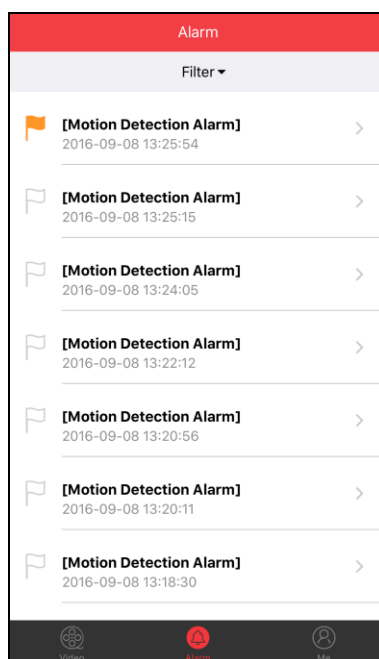 Alarm
Filter
[Motion Detection Alarm]
2016-09-08 13:25:54
[Motion Detection Alarm]
2016-09-08 13:25:15
[Motion Detection Alarm]
2016-09-08 13:24:05
[Motion Detection Alarm]
2016-09-08 13:22:12
[Motion Detection Alarm]
2016-09-08 13:20:56
[Motion Detection Alarm]
2016-09-08 13:20:11
[Motion Detection Alarm]
2016-09-08 13:18:30
Video Alarm Me